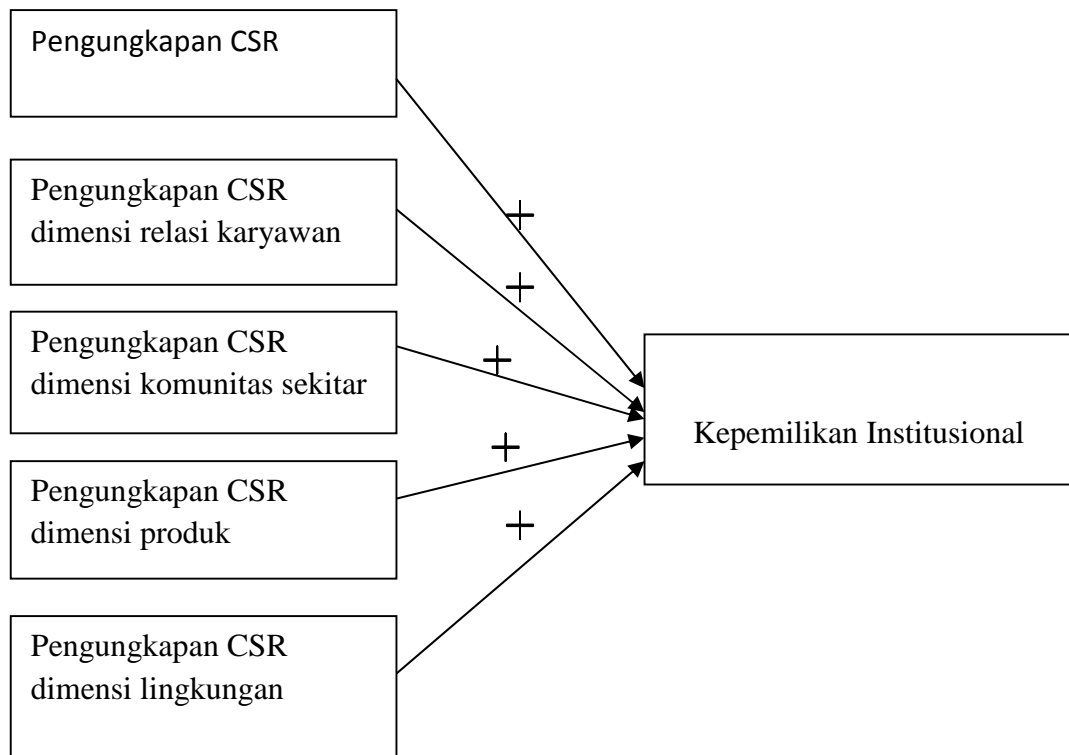 Pengungkapan CSR
+
Pengungkapan CSR
dimensi relasi karyawan
+
Pengungkapan CSR
dimensi komunitas sekitar
+
Kepemilikan Institusional
Pengungkapan CSR
dimensi produk
+
+
Pengungkapan CSR
dimensi lingkungan